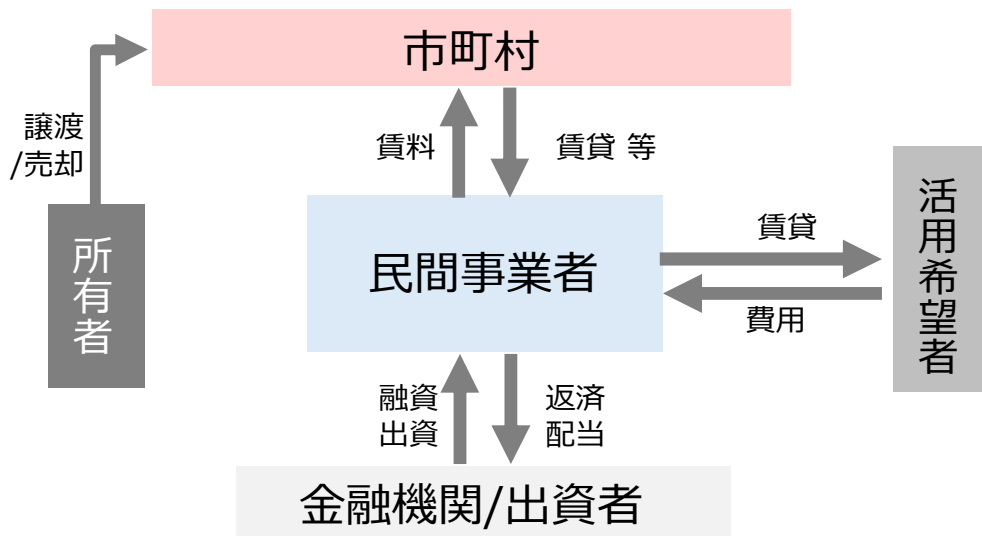 市町村
譲渡
/売却
賃料
賃貸 等
所有者
民間事業者
賃貸
費用
活用希望者
融資
出資
返済
配当
金融機関/出資者